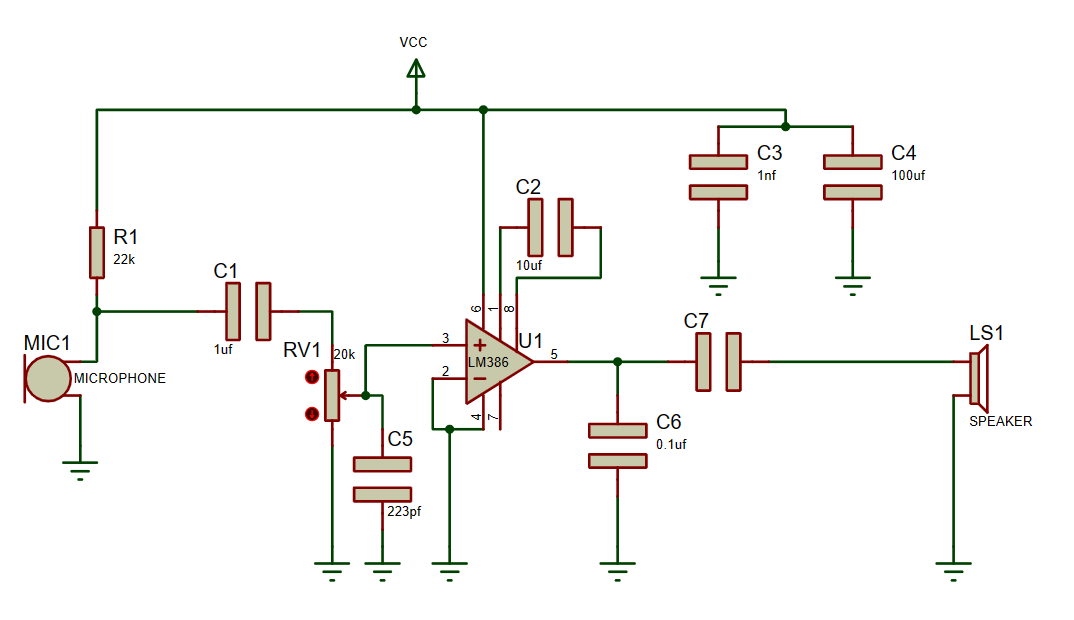 VCC
C3
1nf
C4
100uf
C2
10uf
R1
22k
C1
1uf
6
1
8
MIC1
MICROPHONE
RV1
20k
3
2
4
7
5
U1
LM386
C7
LS1
SPEAKER
C5
223pf
C6
0.1uf